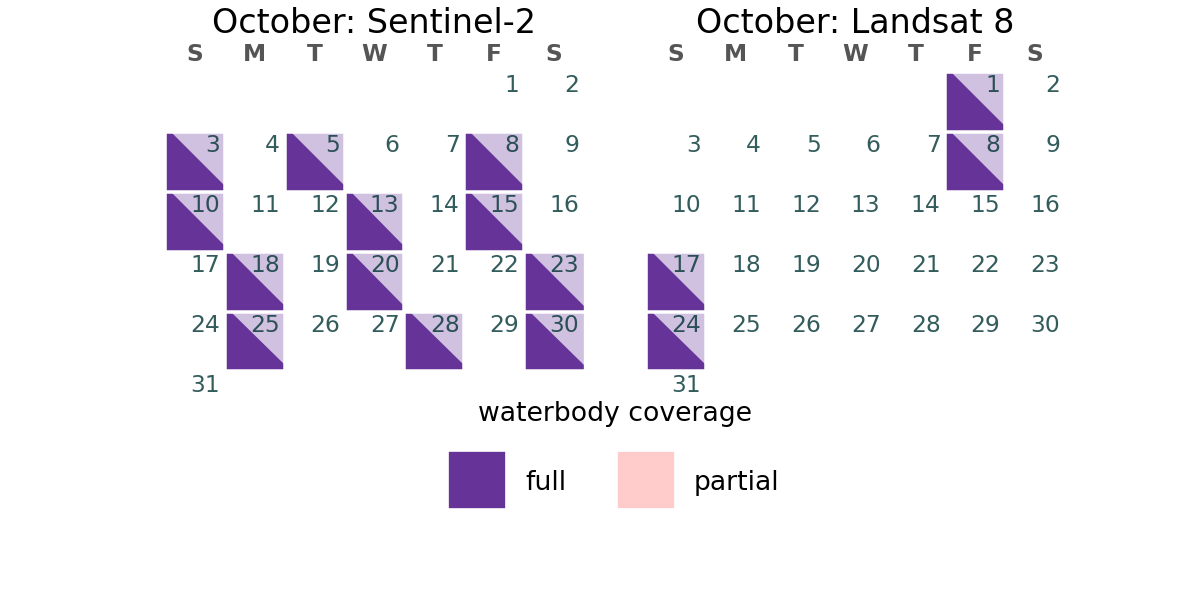 October: Sentinel-2
S M T W T F S
1 2
3 4 5 6 7 8 9
10 11 12 13 14 15 16
17 18 19 20 21 22 23
24 25 26 27 28 29 30
31
October: Landsat 8
S M T W T F S
1 2
3 4 5 6 7 8 9
10 11 12 13 14 15 16
17 18 19 20 21 22 23
24 25 26 27 28 29 30
31
waterbody coverage
full partial